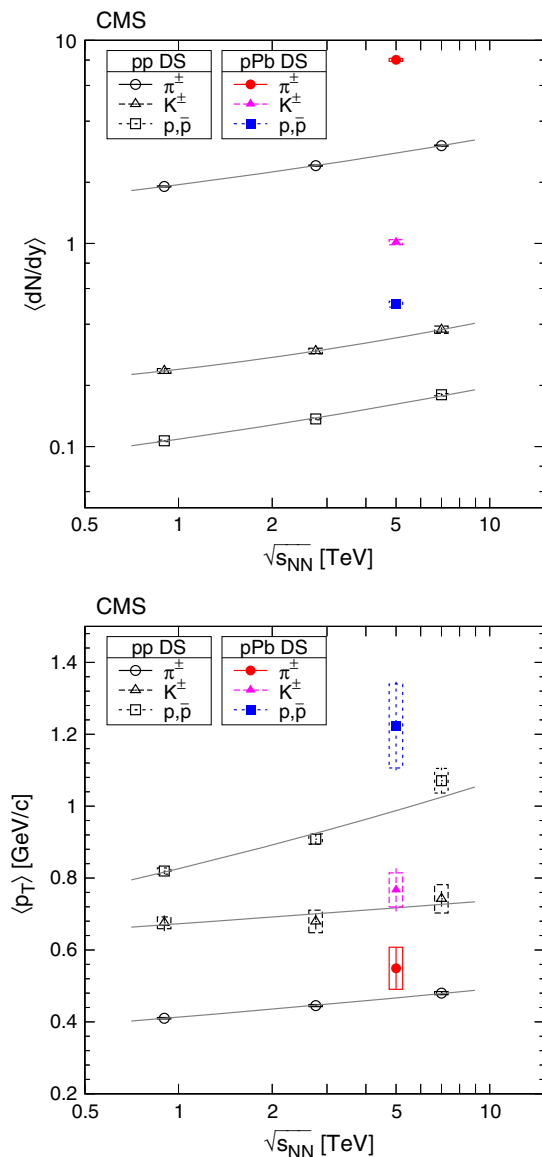 CMS
10
pp DS
pPb DS
π±
π±
K±
K±
p,p̄
p,p̄
1
0.1
⟨dN/dy⟩
0.5
1
2
5
10
√sNN [TeV]
CMS
pp DS
pPb DS
π±
π±
K±
K±
p,p̄
p,p̄
1.4
1.2
1
0.8
0.6
0.4
0.2
⟨pT⟩ [GeV/c]
0.5
1
2
5
10
√sNN [TeV]